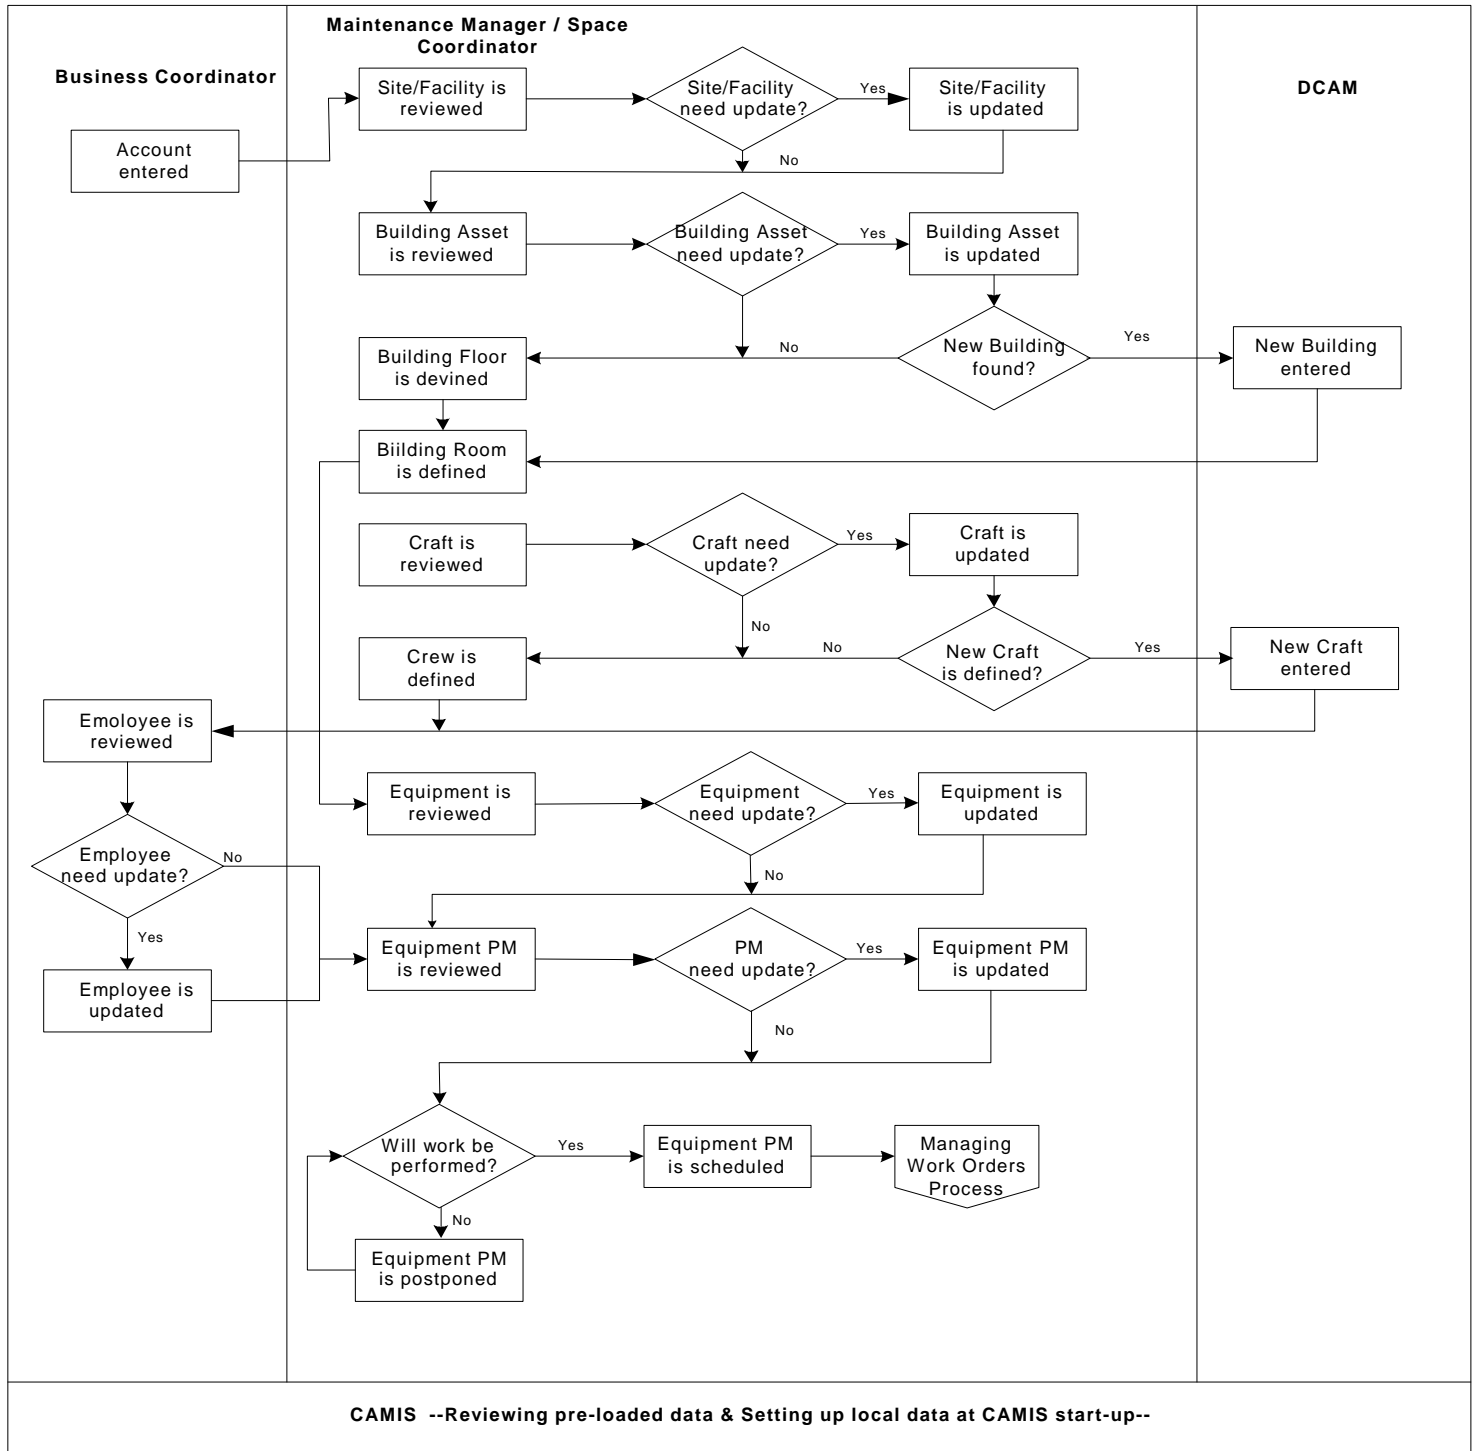 Maintenance Manager / Space
Coordinator
Business Coordinator
DCAM
Account
entered
Site/Facility is
reviewed
Site/Facility
need update?
Yes
Site/Facility
is updated
No
Building Asset
is reviewed
Building Asset
need update?
Yes
Building Asset
is updated
Building Floor
is devined
No
New Building
found?
Yes
New Building
entered
Biilding Room
is defined
Craft is
reviewed
Craft need
update?
Yes
Craft is
updated
No
Crew is
defined
No
New Craft
is defined?
Yes
New Craft
entered
Emoloyee is
reviewed
Equipment is
reviewed
Equipment
need update?
Yes
Equipment is
updated
No
Employee
need update?
No
Yes
Employee is
updated
Equipment PM
is reviewed
PM
need update?
Yes
Equipment PM
is updated
No
Will work be
performed?
Yes
Equipment PM
is scheduled
Managing
Work Orders
Process
No
Equipment PM
is postponed
CAMIS --Reviewing pre-loaded data & Setting up local data at CAMIS start-up--